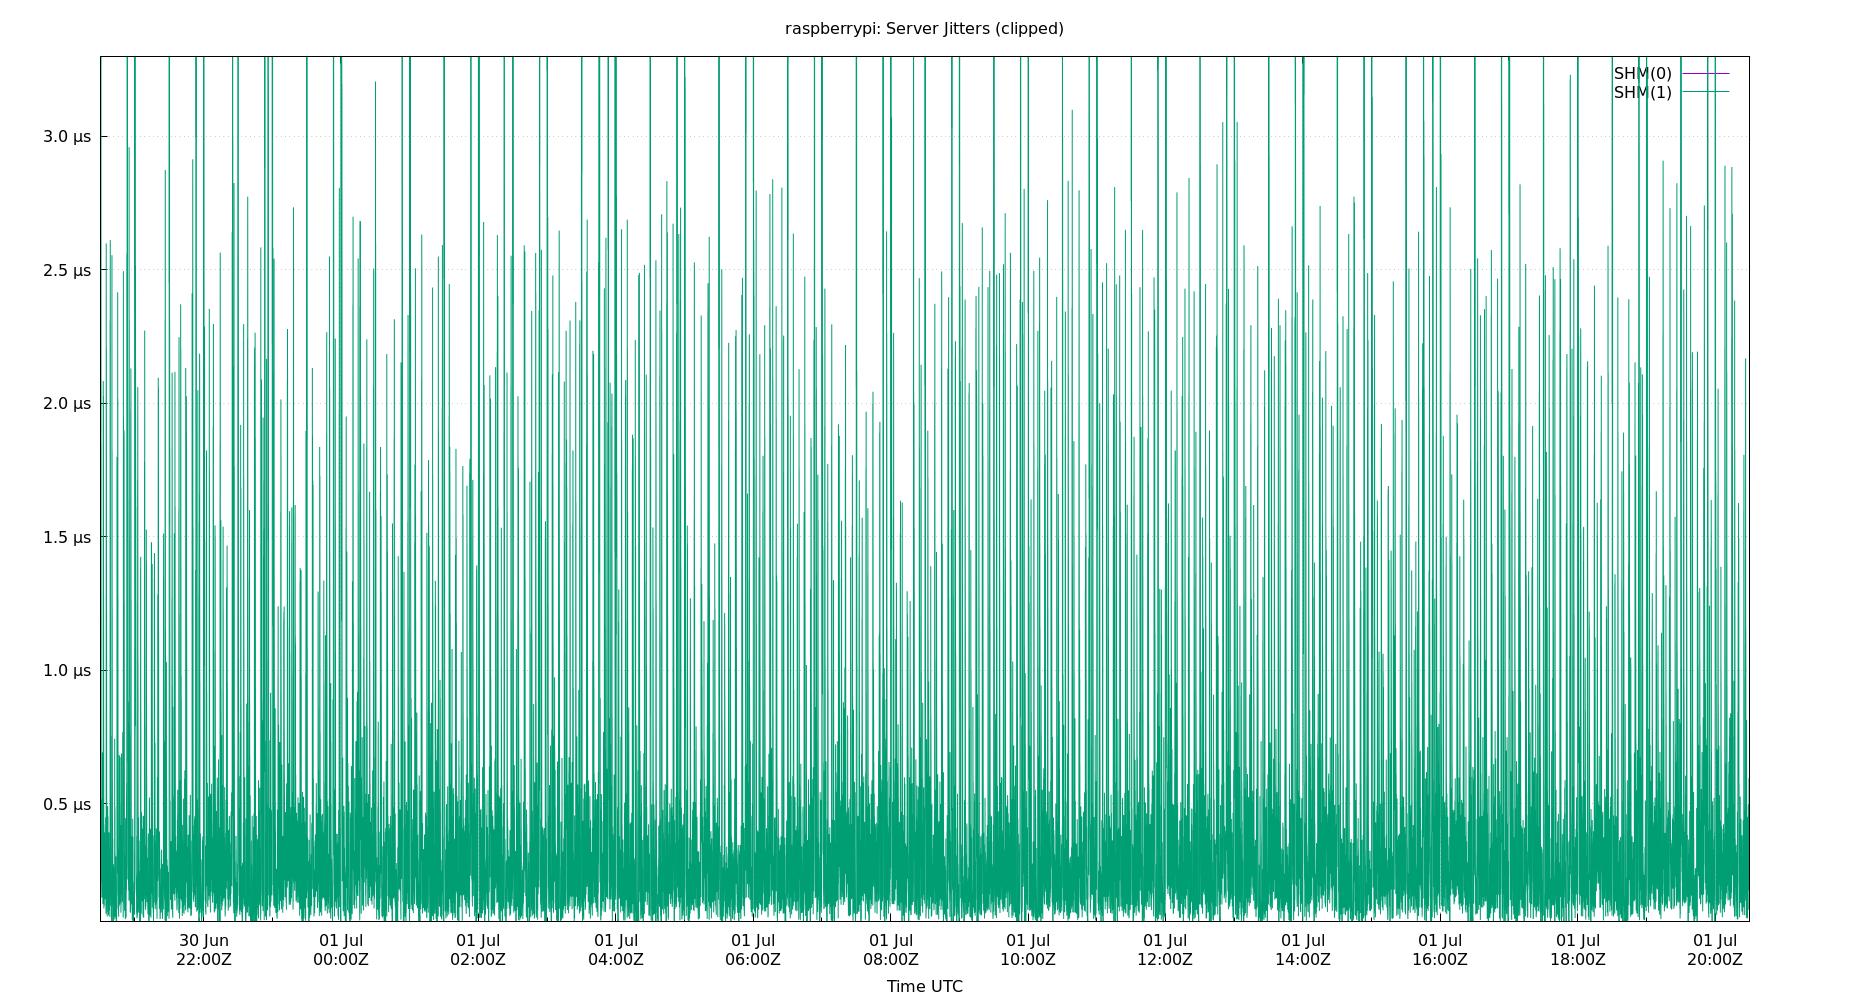 raspberrypi: Server Jitters (clipped)
SHM(0)
SHM(1)
3.0 µs
2.5 µs
2.0 µs
1.5 µs
1.0 µs
0.5 µs
30 Jun 22:00Z
01 Jul 00:00Z
01 Jul 02:00Z
01 Jul 04:00Z
01 Jul 06:00Z
01 Jul 08:00Z
01 Jul 10:00Z
01 Jul 12:00Z
01 Jul 14:00Z
01 Jul 16:00Z
01 Jul 18:00Z
01 Jul 20:00Z
Time UTC